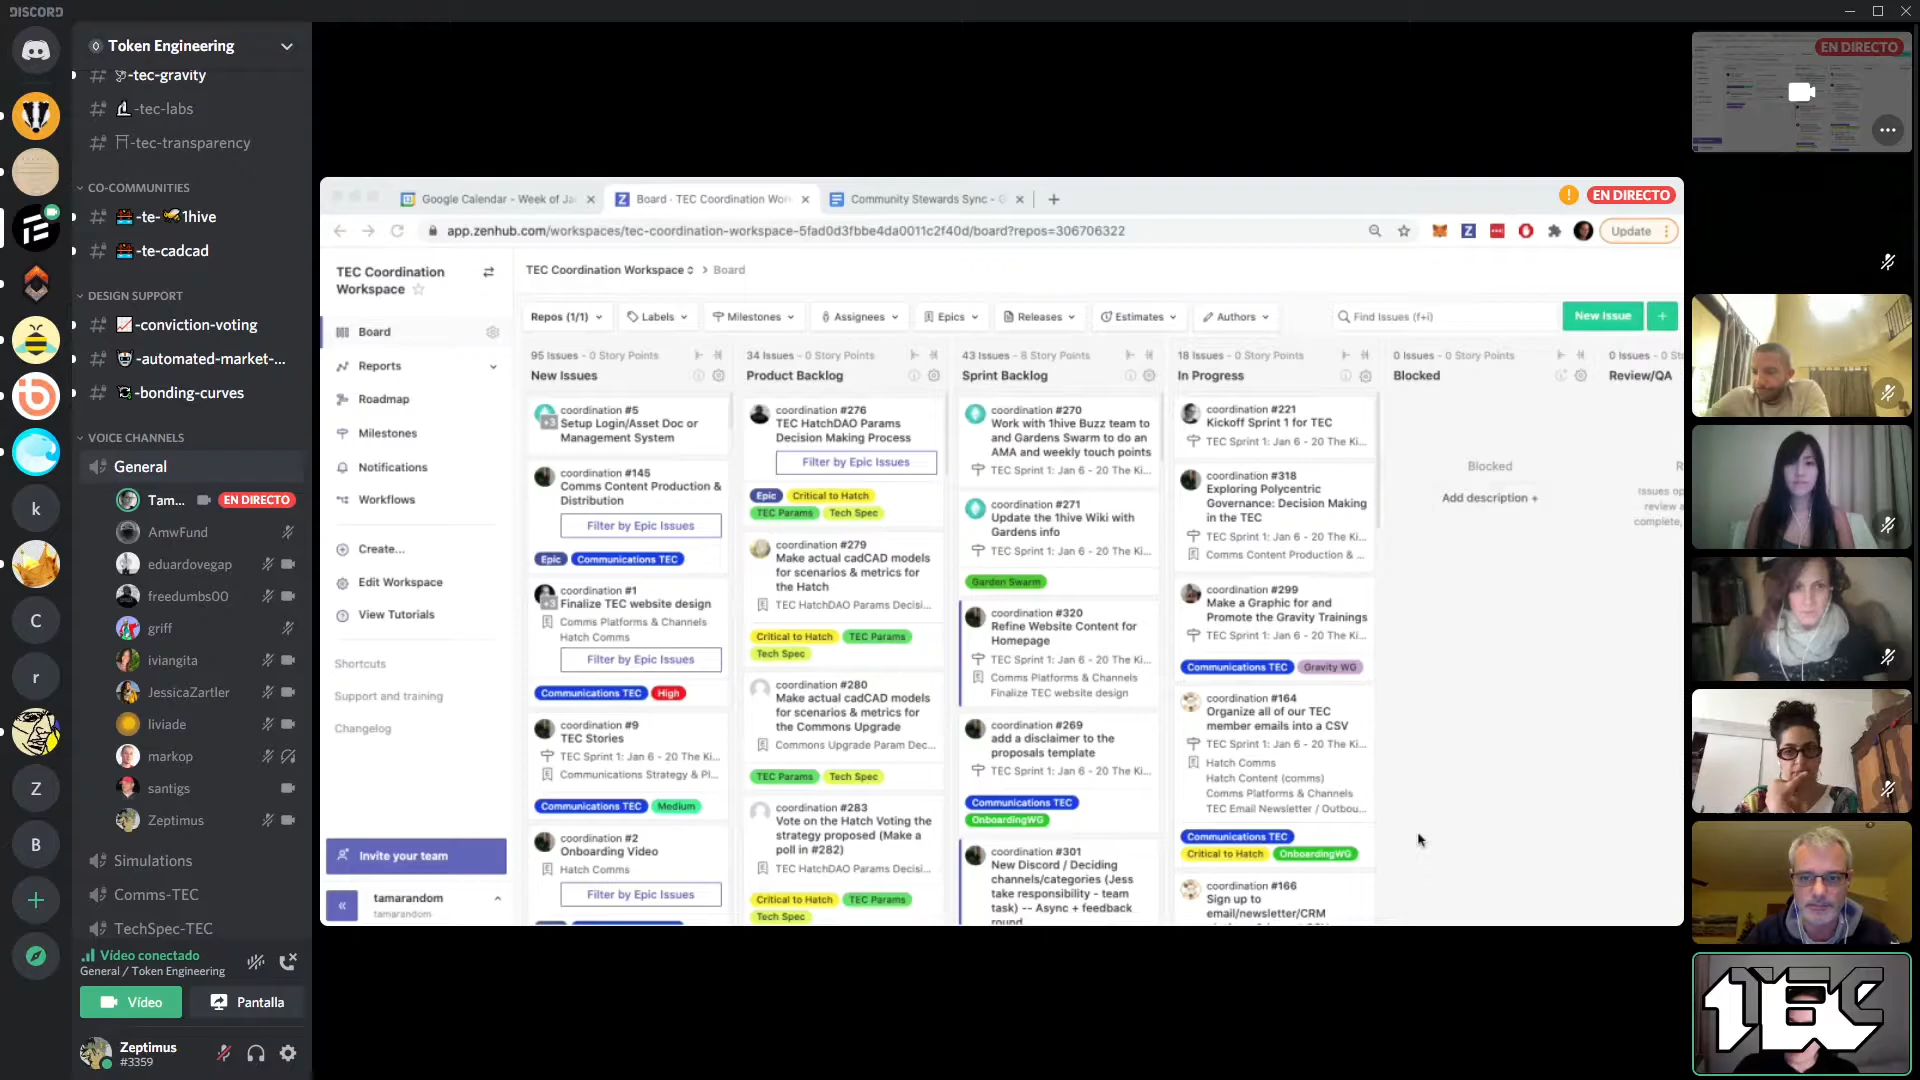 DISCORD
Token Engineering
-tec-gravity
-tec-labs
-tec-transparency
CO-COMMUNITIES
-te-1hive
-te-cadcad
DESIGN SUPPORT
-conviction-voting
-automated-market-...
-bonding-curves
VOICE CHANNELS
General
Tam... EN DIRECTO
AmwFund
eduardovegap
freedumbs00
griff
iviangita
JessicaZartler
liviade
markop
santigs
Zeptimus
Simulations
Comms-TEC
TechSpec-TEC
Vídeo conectado
General / Token Engineering
Vídeo Pantalla
Zeptimus
#3359
k
C
r
Z
B
Google Calendar - Week of Ja
Board · TEC Coordination Wor
Community Stewards Sync - G
EN DIRECTO
app.zenhub.com/workspaces/tec-coordination-workspace-5fad0d3fbbe4da0011c2f40d/board?repos=306706322
Update
TEC Coordination
Workspace
Board
Reports
Roadmap
Milestones
Notifications
Workflows
Create...
Edit Workspace
View Tutorials
Shortcuts
Support and training
Changelog
Invite your team
tamarandom
tamarandom
TEC Coordination Workspace > Board
Repos (1/1) Labels Milestones Assignees Epics Releases Estimates Authors Find Issues (f+i) New Issue +
95 Issues - 0 Story Points
New Issues
coordination #5
Setup Login/Asset Doc or
Management System
coordination #145
Comms Content Production &
Distribution
Filter by Epic Issues
Epic Communications TEC
coordination #1
Finalize TEC website design
Comms Platforms & Channels
Hatch Comms
Filter by Epic Issues
Communications TEC High
coordination #9
TEC Stories
TEC Sprint 1: Jan 6 - 20 The Ki...
Communications Strategy & Pl...
Communications TEC Medium
coordination #2
Onboarding Video
Hatch Comms
Filter by Epic Issues
34 Issues - 0 Story Points
Product Backlog
coordination #276
TEC HatchDAO Params
Decision Making Process
Filter by Epic Issues
Epic Critical to Hatch
TEC Params Tech Spec
coordination #279
Make actual cadCAD models
for scenarios & metrics for
the Hatch
TEC HatchDAO Params Decisi...
Critical to Hatch TEC Params
Tech Spec
coordination #280
Make actual cadCAD models
for scenarios & metrics for
the Commons Upgrade
Commons Upgrade Param Dec...
TEC Params Tech Spec
coordination #283
Vote on the Hatch Voting the
strategy proposed (Make a
poll in #282)
TEC HatchDAO Params Decisi...
Critical to Hatch TEC Params
Tech Spec
43 Issues - 8 Story Points
Sprint Backlog
coordination #270
Work with 1hive Buzz team to
and Gardens Swarm to do an
AMA and weekly touch points
TEC Sprint 1: Jan 6 - 20 The Ki...
coordination #271
Update the 1hive Wiki with
Gardens info
TEC Sprint 1: Jan 6 - 20 The Ki...
Garden Swarm
coordination #320
Refine Website Content for
Homepage
TEC Sprint 1: Jan 6 - 20 The Ki...
Comms Platforms & Channels
Finalize TEC website design
coordination #269
add a disclaimer to the
proposals template
TEC Sprint 1: Jan 6 - 20 The Ki...
Communications TEC
OnboardingWG
coordination #301
New Discord / Deciding
channels/categories (Jess
take responsibility - team
task) -- Async + feedback
round
18 Issues - 0 Story Points
In Progress
coordination #221
Kickoff Sprint 1 for TEC
TEC Sprint 1: Jan 6 - 20 The Ki...
coordination #318
Exploring Polycentric
Governance: Decision Making
in the TEC
TEC Sprint 1: Jan 6 - 20 The Ki...
Comms Content Production & ...
coordination #299
Make a Graphic for and
Promote the Gravity Trainings
TEC Sprint 1: Jan 6 - 20 The Ki...
Communications TEC Gravity WG
coordination #164
Organize all of our TEC
member emails into a CSV
TEC Sprint 1: Jan 6 - 20 The Ki...
Hatch Comms
Hatch Content (comms)
Comms Platforms & Channels
TEC Email Newsletter / Outbou...
Communications TEC
Critical to Hatch OnboardingWG
coordination #166
Sign up to
email/newsletter/CRM
0 Issues - 0 Story Points
Blocked
Blocked
Add description +
0 Issues - 0 St
Review/QA
Issues op
review a
complete,
EN DIRECTO
TEC